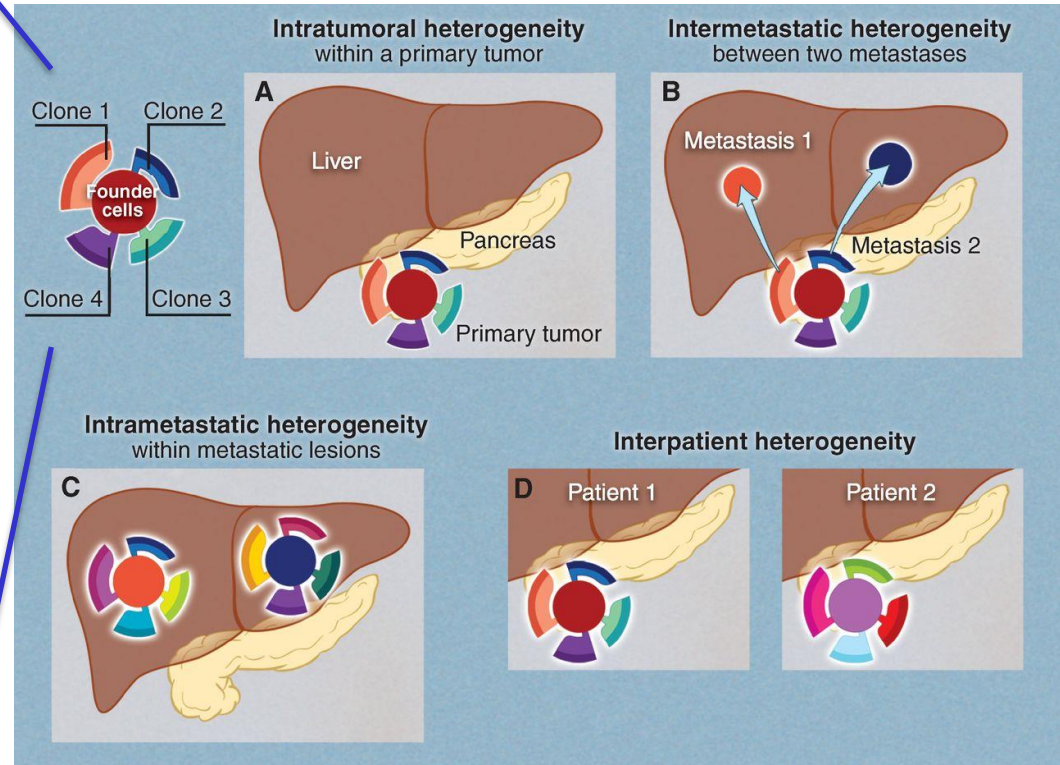 Clone 1
Clone 2
Founder
cells
Clone 4
Clone 3
Intratumoral heterogeneity
within a primary tumor
A
Liver
Pancreas
Primary tumor
Intermetastatic heterogeneity
between two metastases
B
Metastasis 1
Metastasis 2
Intrametastatic heterogeneity
within metastatic lesions
C
Interpatient heterogeneity
D
Patient 1
Patient 2